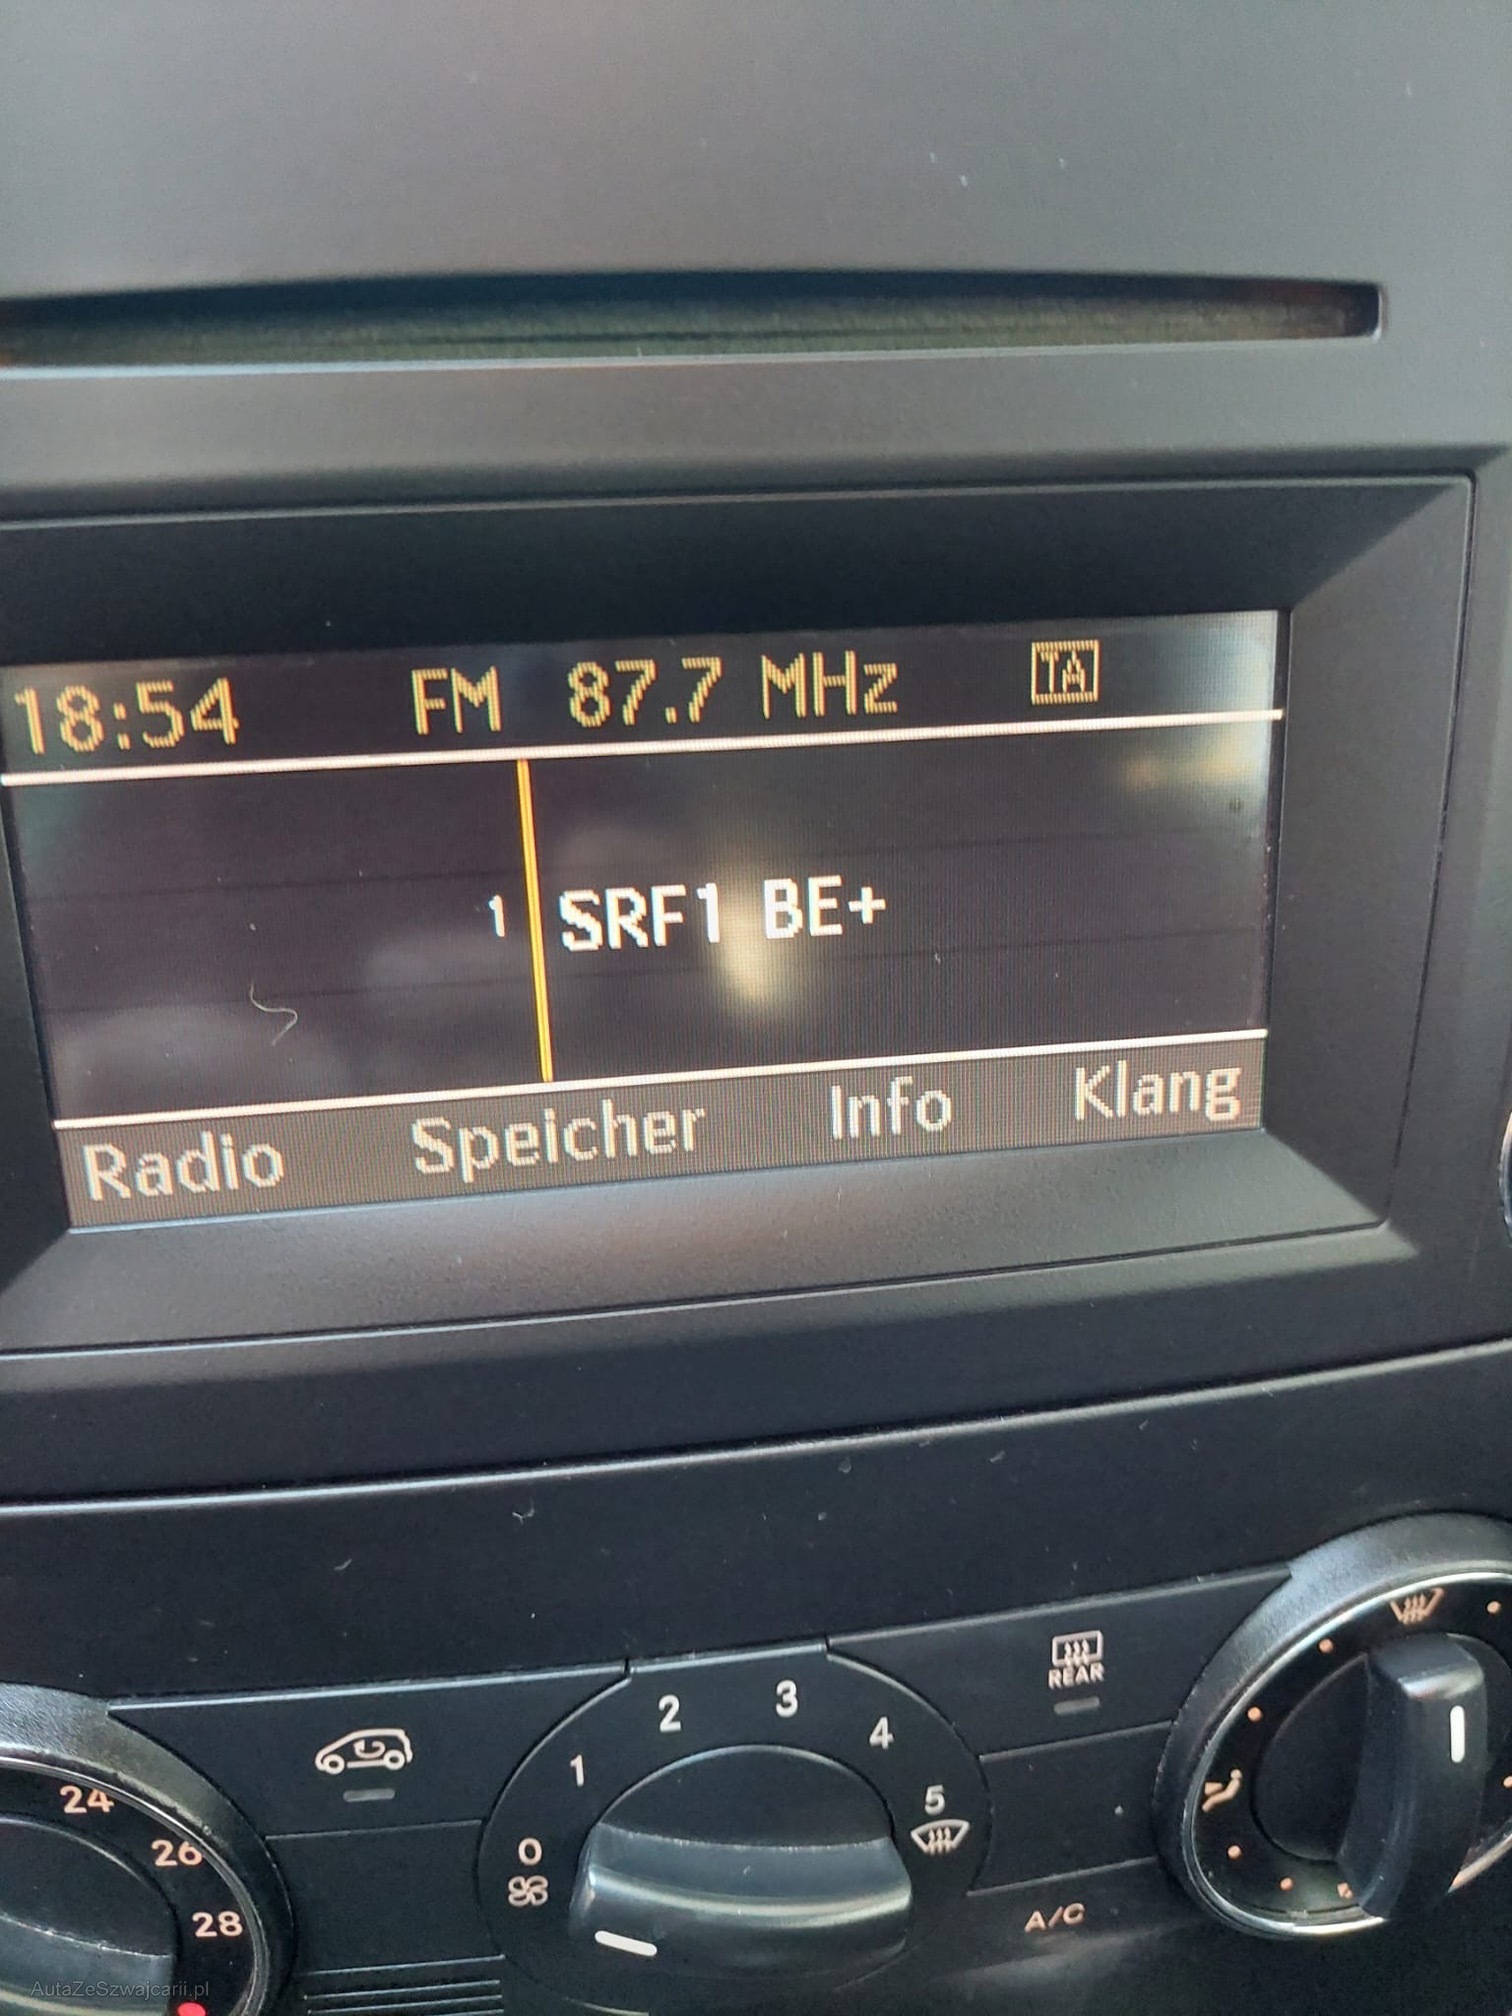 18:54 FM 87.7 MHz TA
1 SRF1 BE+
Radio Speicher Info Klang
REAR
0 1 2 3 4 5
24
26
28
A/C
AutaZeSzwajcarii.pl